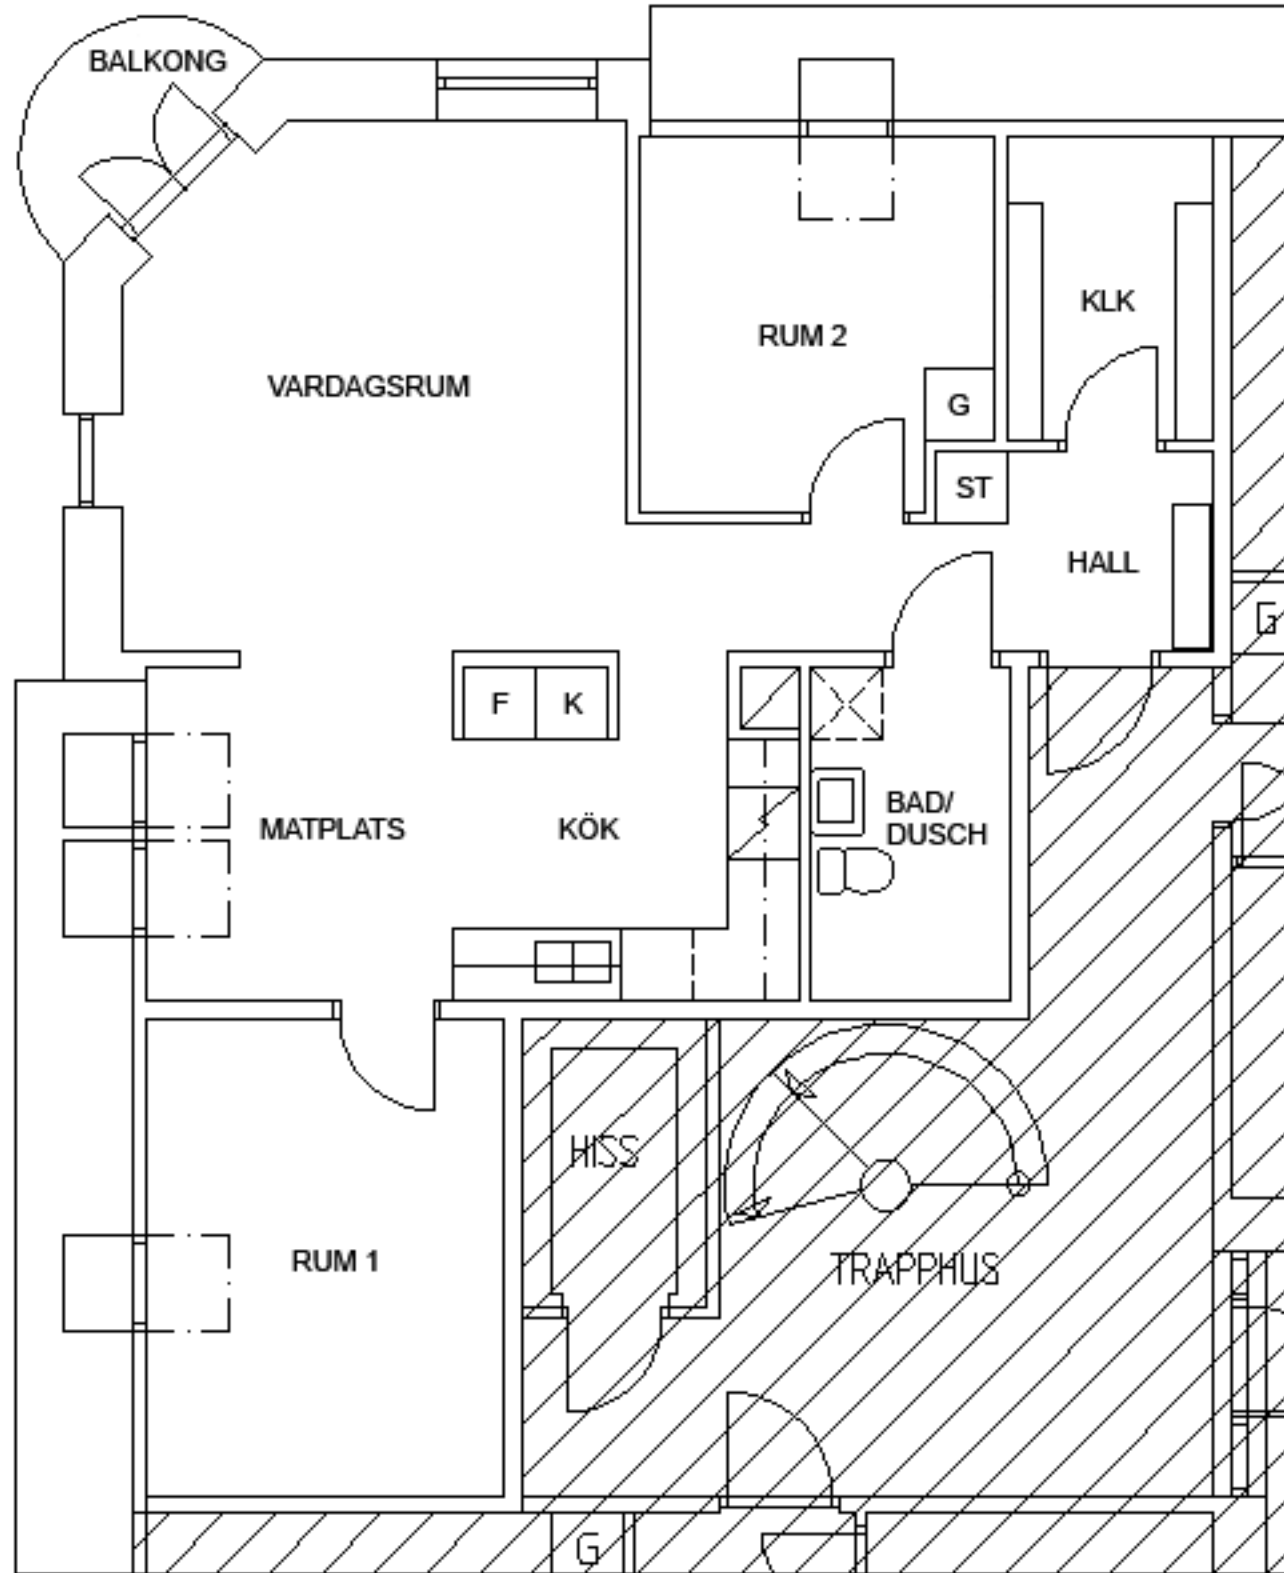 BALKONG
VARDAGSRUM
RUM 2
KLK
G
ST
HALL
G
F
K
MATPLATS
KÖK
BAD/
DUSCH
HISS
RUM 1
TRAPPHUS
G